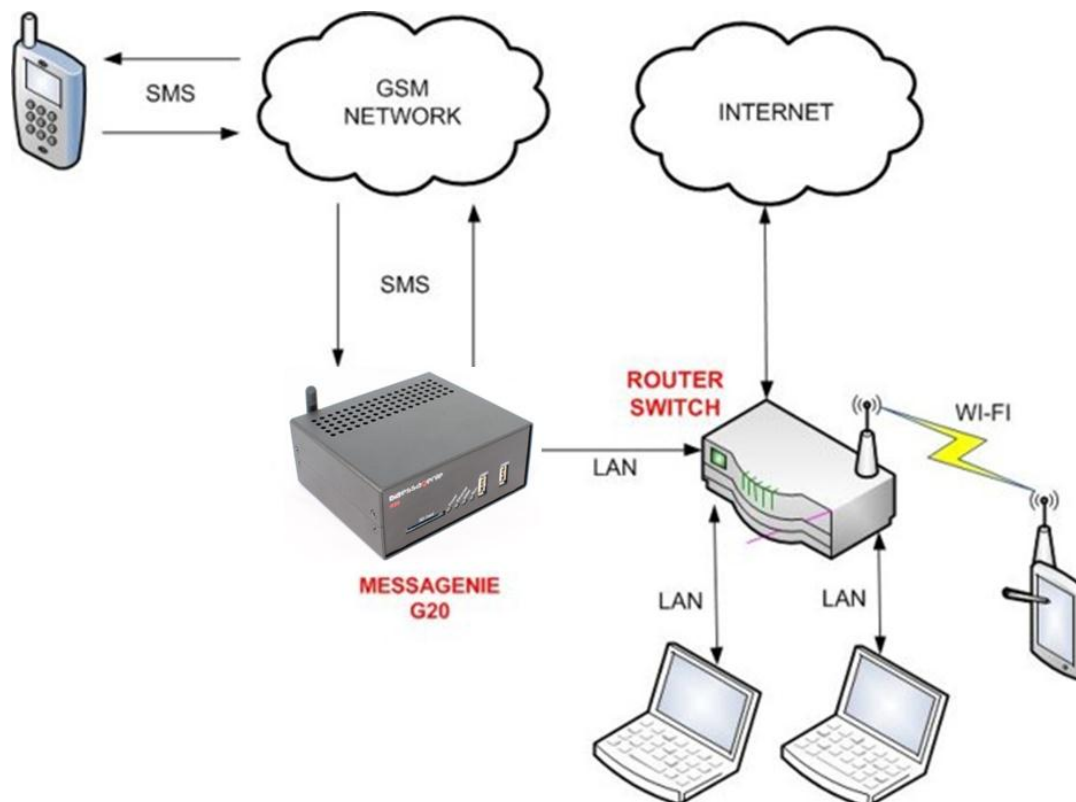 SMS
GSM
NETWORK
INTERNET
SMS
ROUTER
SWITCH
WI-FI
LAN
MESSAGENIE
G20
LAN
LAN